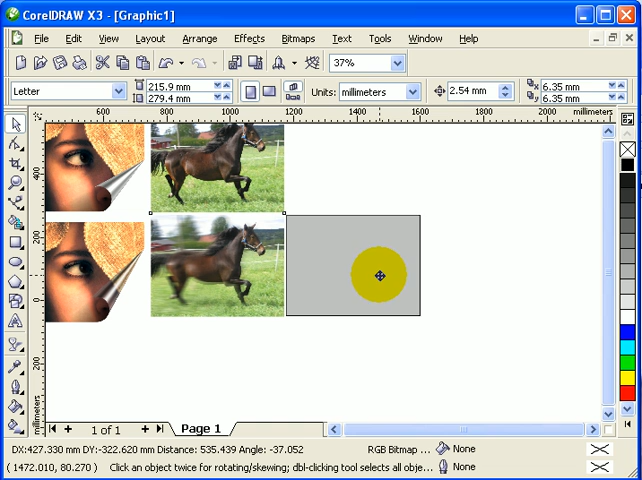 CorelDRAW X3 - [Graphic1]
File Edit View Layout Arrange Effects Bitmaps Text Tools Window Help
37%
Letter 215.9 mm 279.4 mm Units: millimeters 2.54 mm 6.35 mm 6.35 mm
600 800 1000 1200 1400 1600 1800 2000 millimeters
400
200
0
200
millimeters
1 of 1 Page 1
DX:427.330 mm DY:-322.620 mm Distance: 535.439 Angle: -37.052 RGB Bitmap ... None
( 1472.010, 80.270 ) Click an object twice for rotating/skewing; dbl-clicking tool selects all obje... None